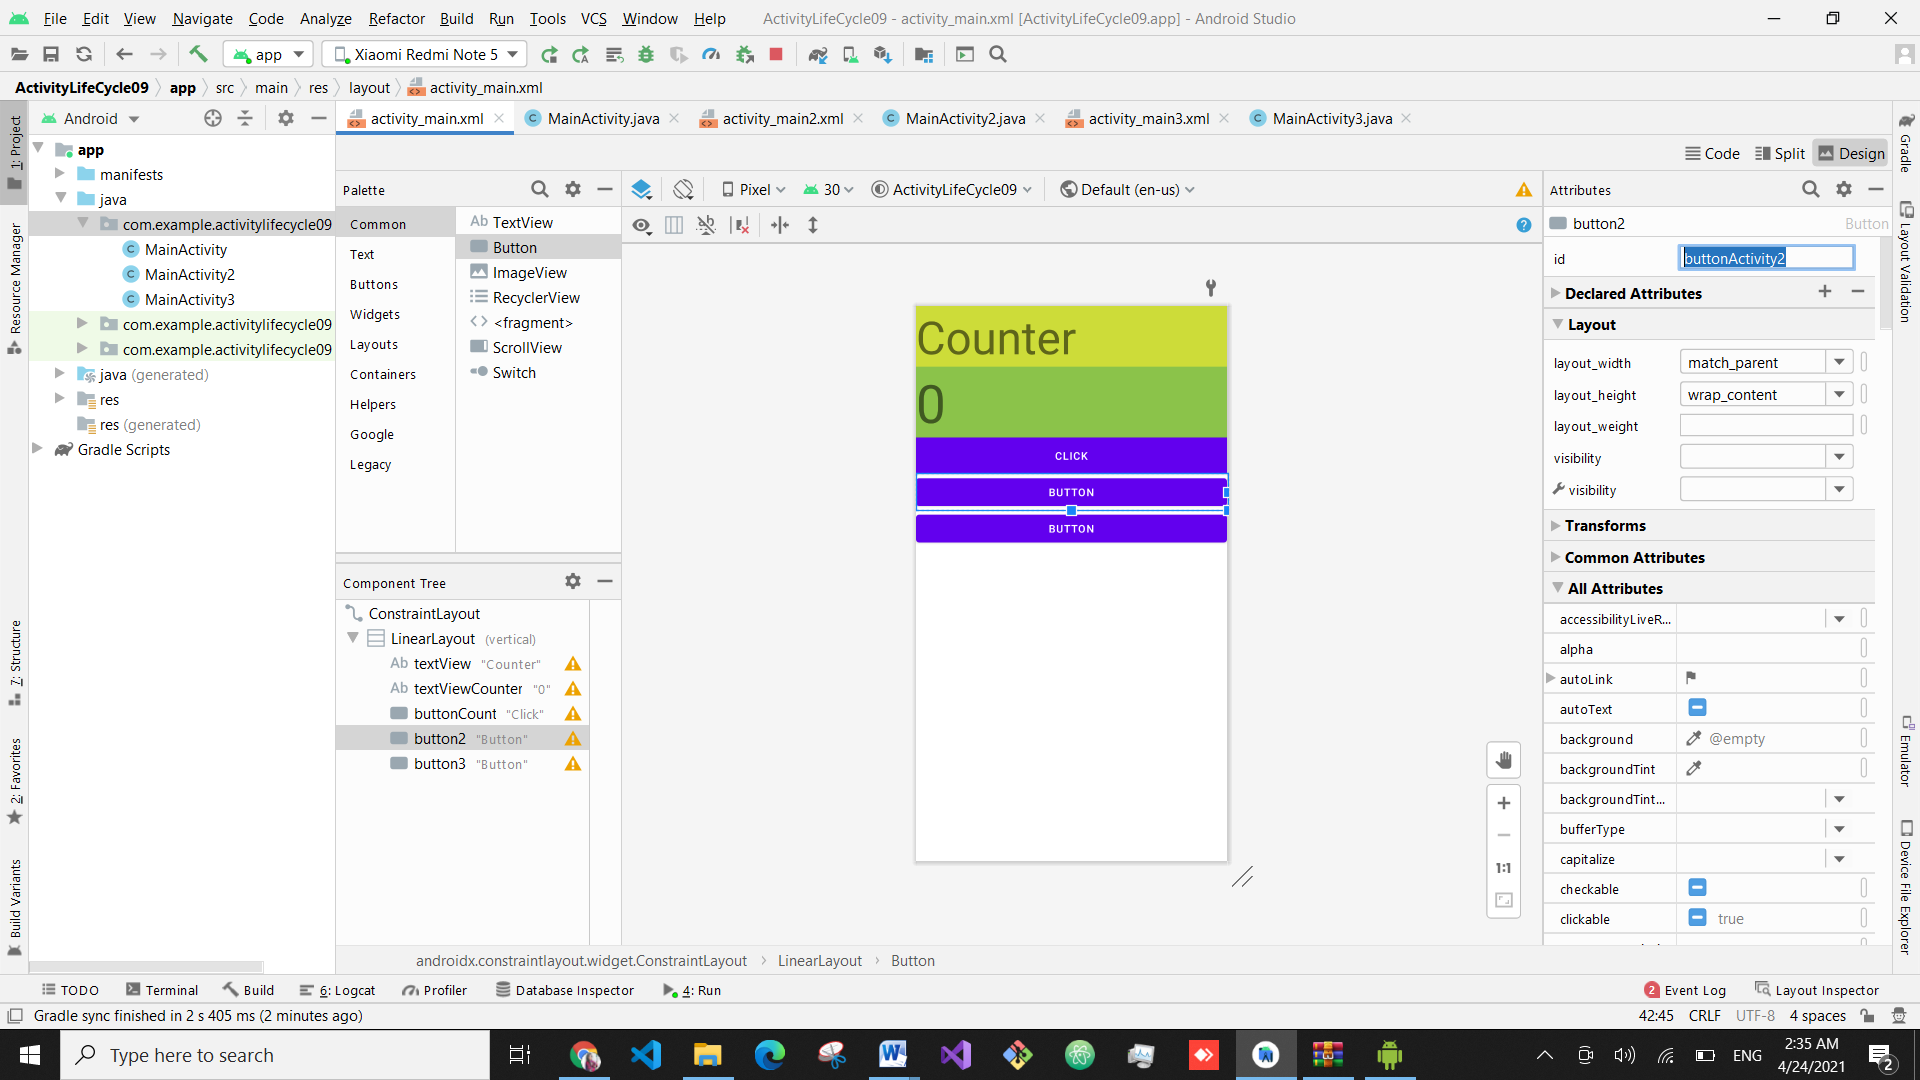 File Edit View Navigate Code Analyze Refactor Build Run Tools VCS Window Help ActivityLifeCycle09 - activity_main.xml [ActivityLifeCycle09.app] - Android Studio
app Xiaomi Redmi Note 5
ActivityLifeCycle09 app src main res layout activity_main.xml
Android
activity_main.xml MainActivity.java activity_main2.xml MainActivity2.java activity_main3.xml MainActivity3.java
Code Split Design
1: Project
Resource Manager
7: Structure
2: Favorites
Build Variants
app
manifests
java
com.example.activitylifecycle09
MainActivity
MainActivity2
MainActivity3
com.example.activitylifecycle09
com.example.activitylifecycle09
java (generated)
res
res (generated)
Gradle Scripts
Palette
Common
Text
Buttons
Widgets
Layouts
Containers
Helpers
Google
Legacy
Ab TextView
Button
ImageView
RecyclerView
<fragment>
ScrollView
Switch
Component Tree
ConstraintLayout
LinearLayout (vertical)
Ab textView "Counter"
Ab textViewCounter "0"
buttonCount "Click"
button2 "Button"
button3 "Button"
Pixel 30 ActivityLifeCycle09 Default (en-us)
Counter
0
CLICK
BUTTON
BUTTON
1:1
Attributes
button2 Button
id buttonActivity2
Declared Attributes
Layout
layout_width match_parent
layout_height wrap_content
layout_weight
visibility
visibility
Transforms
Common Attributes
All Attributes
accessibilityLiveR...
alpha
autoLink
autoText
background @empty
backgroundTint
backgroundTint...
bufferType
capitalize
checkable
clickable true
Gradle
Layout Validation
Emulator
Device File Explorer
androidx.constraintlayout.widget.ConstraintLayout LinearLayout Button
TODO Terminal Build 6: Logcat Profiler Database Inspector 4: Run 2 Event Log Layout Inspector
Gradle sync finished in 2 s 405 ms (2 minutes ago) 42:45 CRLF UTF-8 4 spaces
Type here to search
ENG
2:35 AM
4/24/2021
2